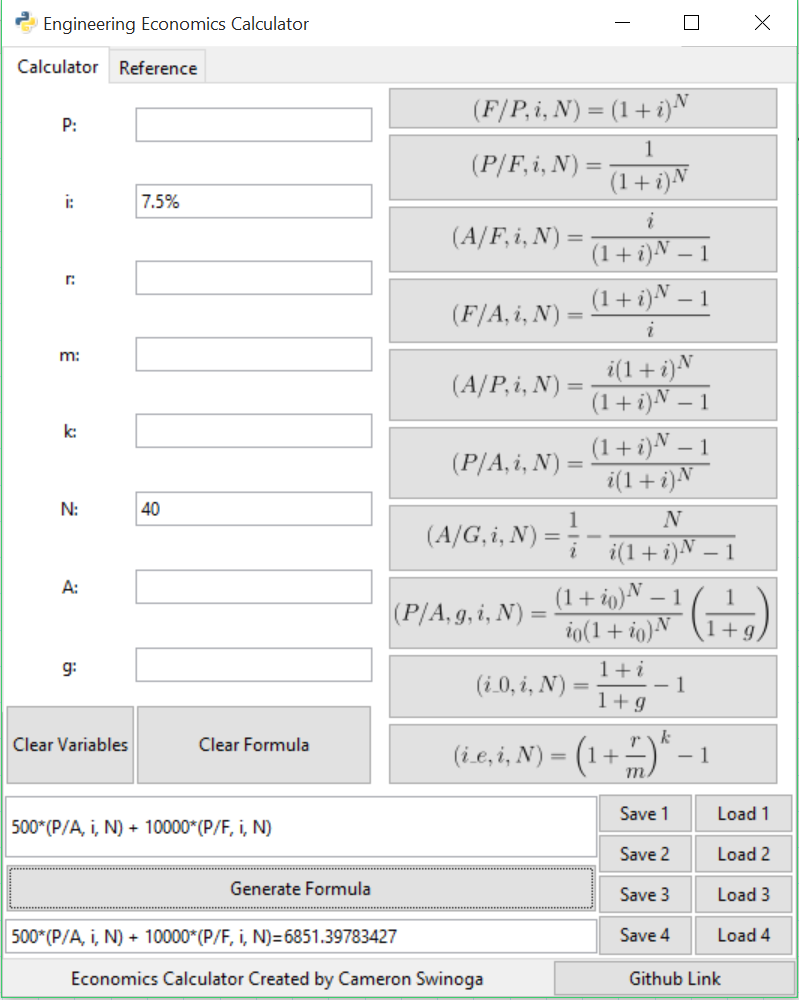 Engineering Economics Calculator
Calculator Reference
P:
i: 7.5%
r:
m:
k:
N: 40
A:
g:
(F/P, i, N) = (1 + i)^N
(P/F, i, N) = \frac{1}{(1 + i)^N}
(A/F, i, N) = \frac{i}{(1 + i)^N − 1}
(F/A, i, N) = \frac{(1 + i)^N − 1}{i}
(A/P, i, N) = \frac{i(1 + i)^N}{(1 + i)^N − 1}
(P/A, i, N) = \frac{(1 + i)^N − 1}{i(1 + i)^N}
(A/G, i, N) = \frac{1}{i} − \frac{N}{i(1 + i)^N − 1}
(P/A, g, i, N) = \frac{(1 + i_0)^N − 1}{i_0(1 + i_0)^N} \left(\frac{1}{1 + g}\right)
(i_0, i, N) = \frac{1 + i}{1 + g} − 1
(i_e, i, N) = \left(1 + \frac{r}{m}\right)^k − 1
Clear Variables Clear Formula
500*(P/A, i, N) + 10000*(P/F, i, N)
Generate Formula
500*(P/A, i, N) + 10000*(P/F, i, N)=6851.39783427
Save 1 Load 1
Save 2 Load 2
Save 3 Load 3
Save 4 Load 4
Economics Calculator Created by Cameron Swinoga Github Link